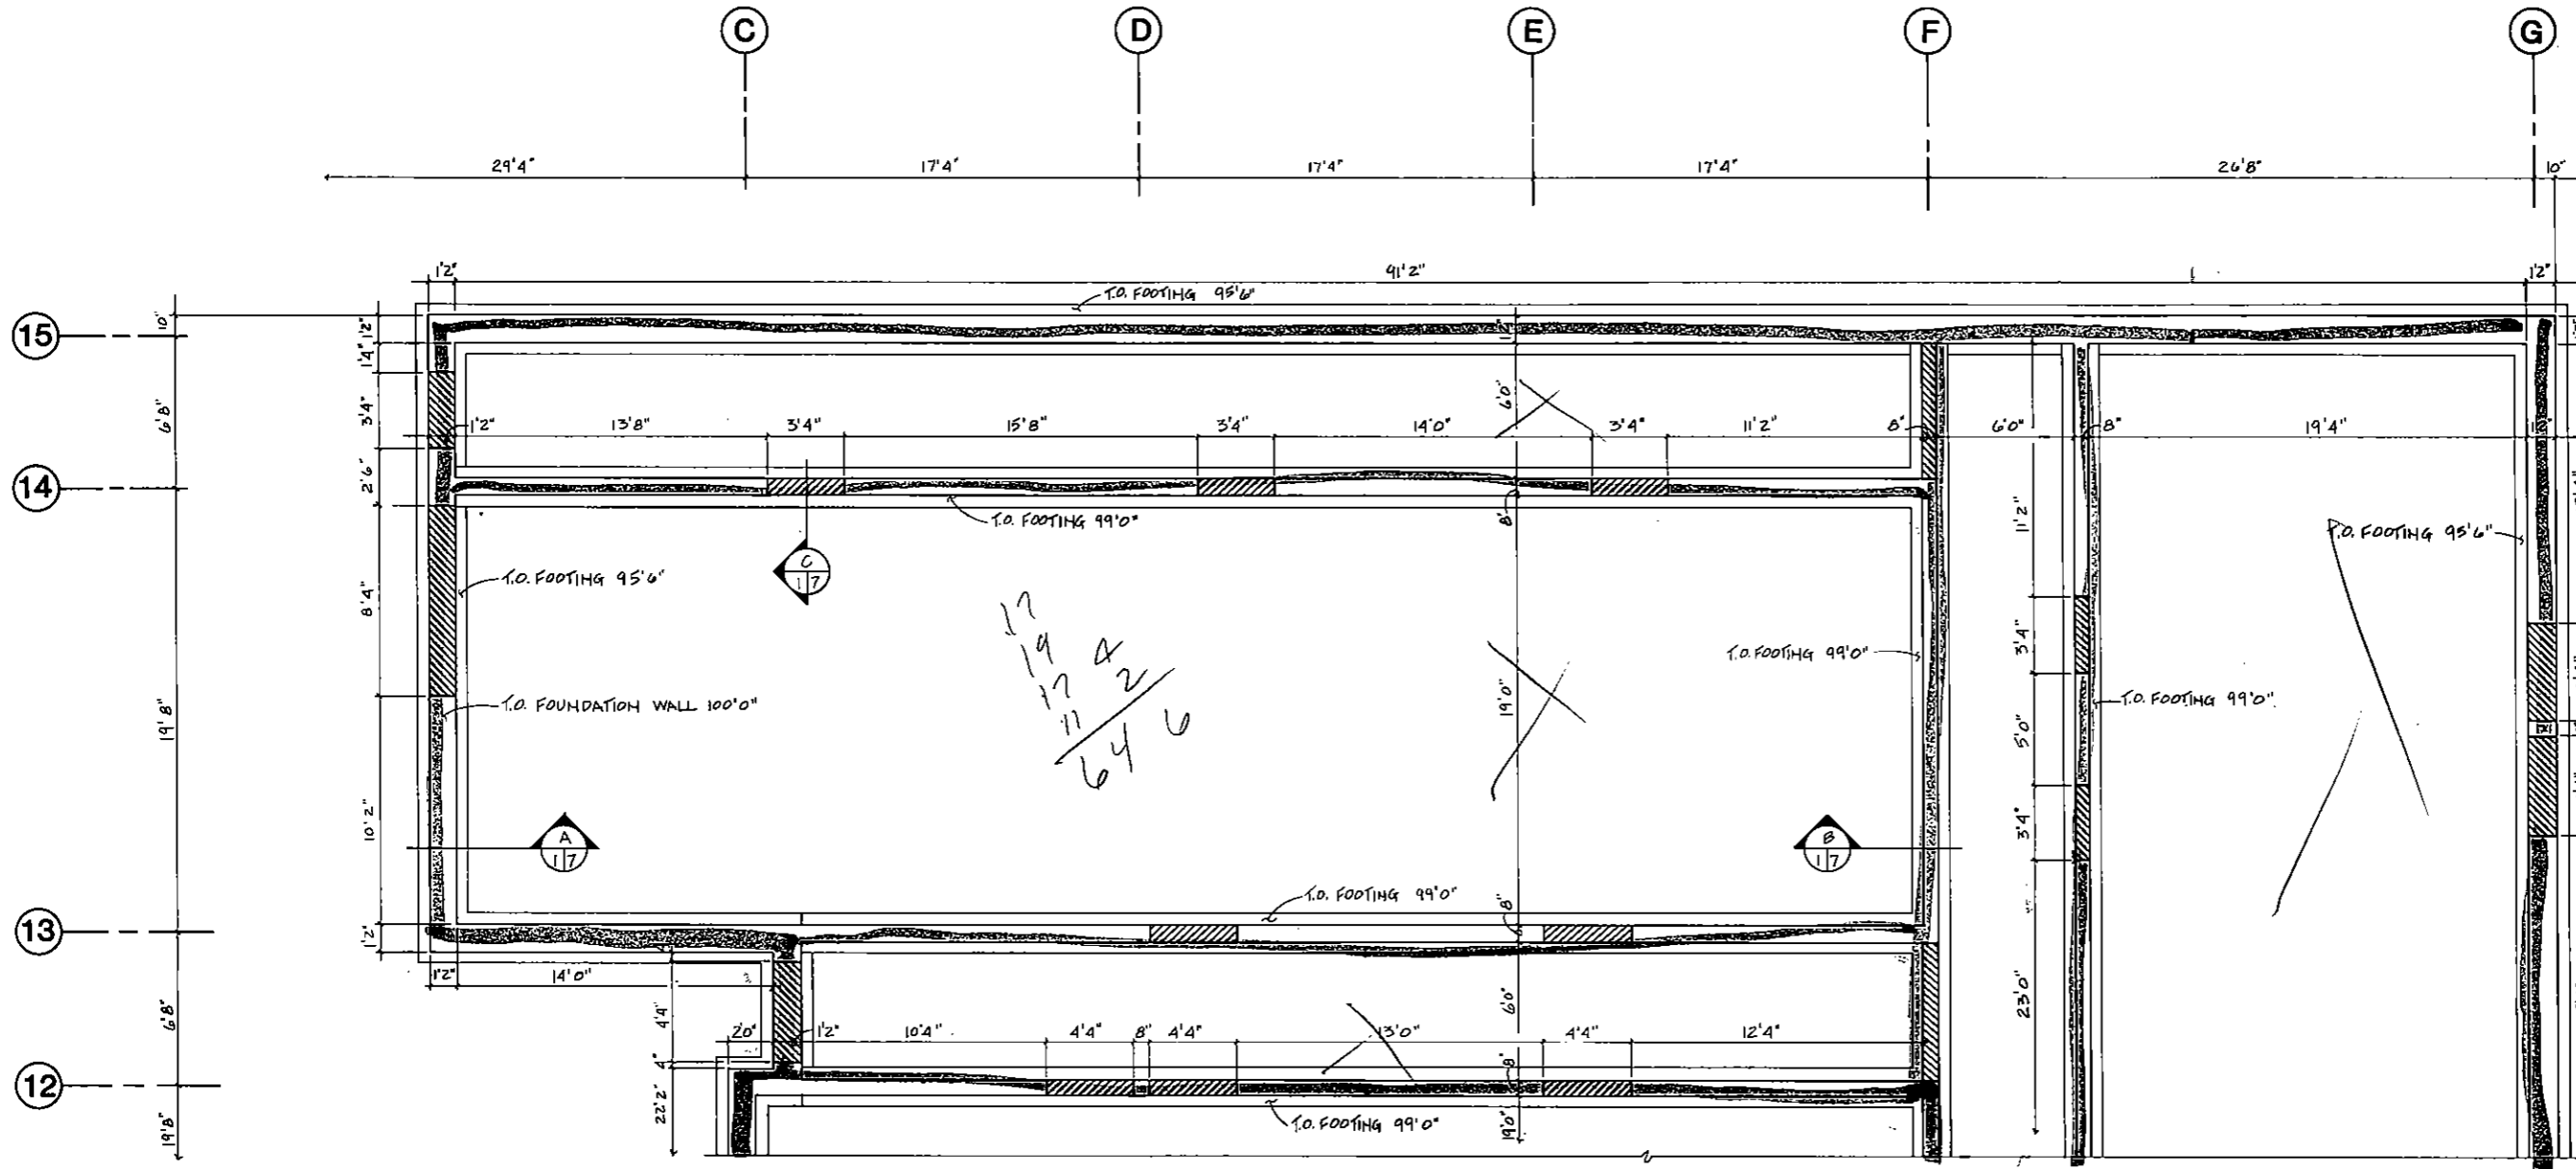 C D E F G
29'4" 17'4" 17'4" 17'4" 26'8" 10"
1'2" 91'2" 1'2"
T.O. FOOTING 95'6"
15 10" 1'2"
1'4"
6'8" 3'4" 6'0"
1'2" 13'8" 3'4" 15'8" 3'4" 14'0" 3'4" 11'2" 8" 6'0" 8" 19'4"
14 2'6" 8"
T.O. FOOTING 99'0"
11'2"
T.O. FOOTING 95'6"
C
1 7
T.O. FOOTING 95'6"
8'4"
17
19 4
17 2
11
64 6
T.O. FOOTING 99'0"
3'4"
T.O. FOUNDATION WALL 100'0"
19'0"
T.O. FOOTING 99'0"
19'8" 5'0"
10'2" 3'4"
A
1 7
B
1 7
T.O. FOOTING 99'0"
13 1'2" 8"
1'2" 14'0"
6'8" 4'4" 6'0" 23'0"
2'0" 1'2" 10'4" 4'4" 8" 4'4" 13'0" 4'4" 12'4"
4" 8"
12
T.O. FOOTING 99'0"
19'8" 22'2" 19'0"